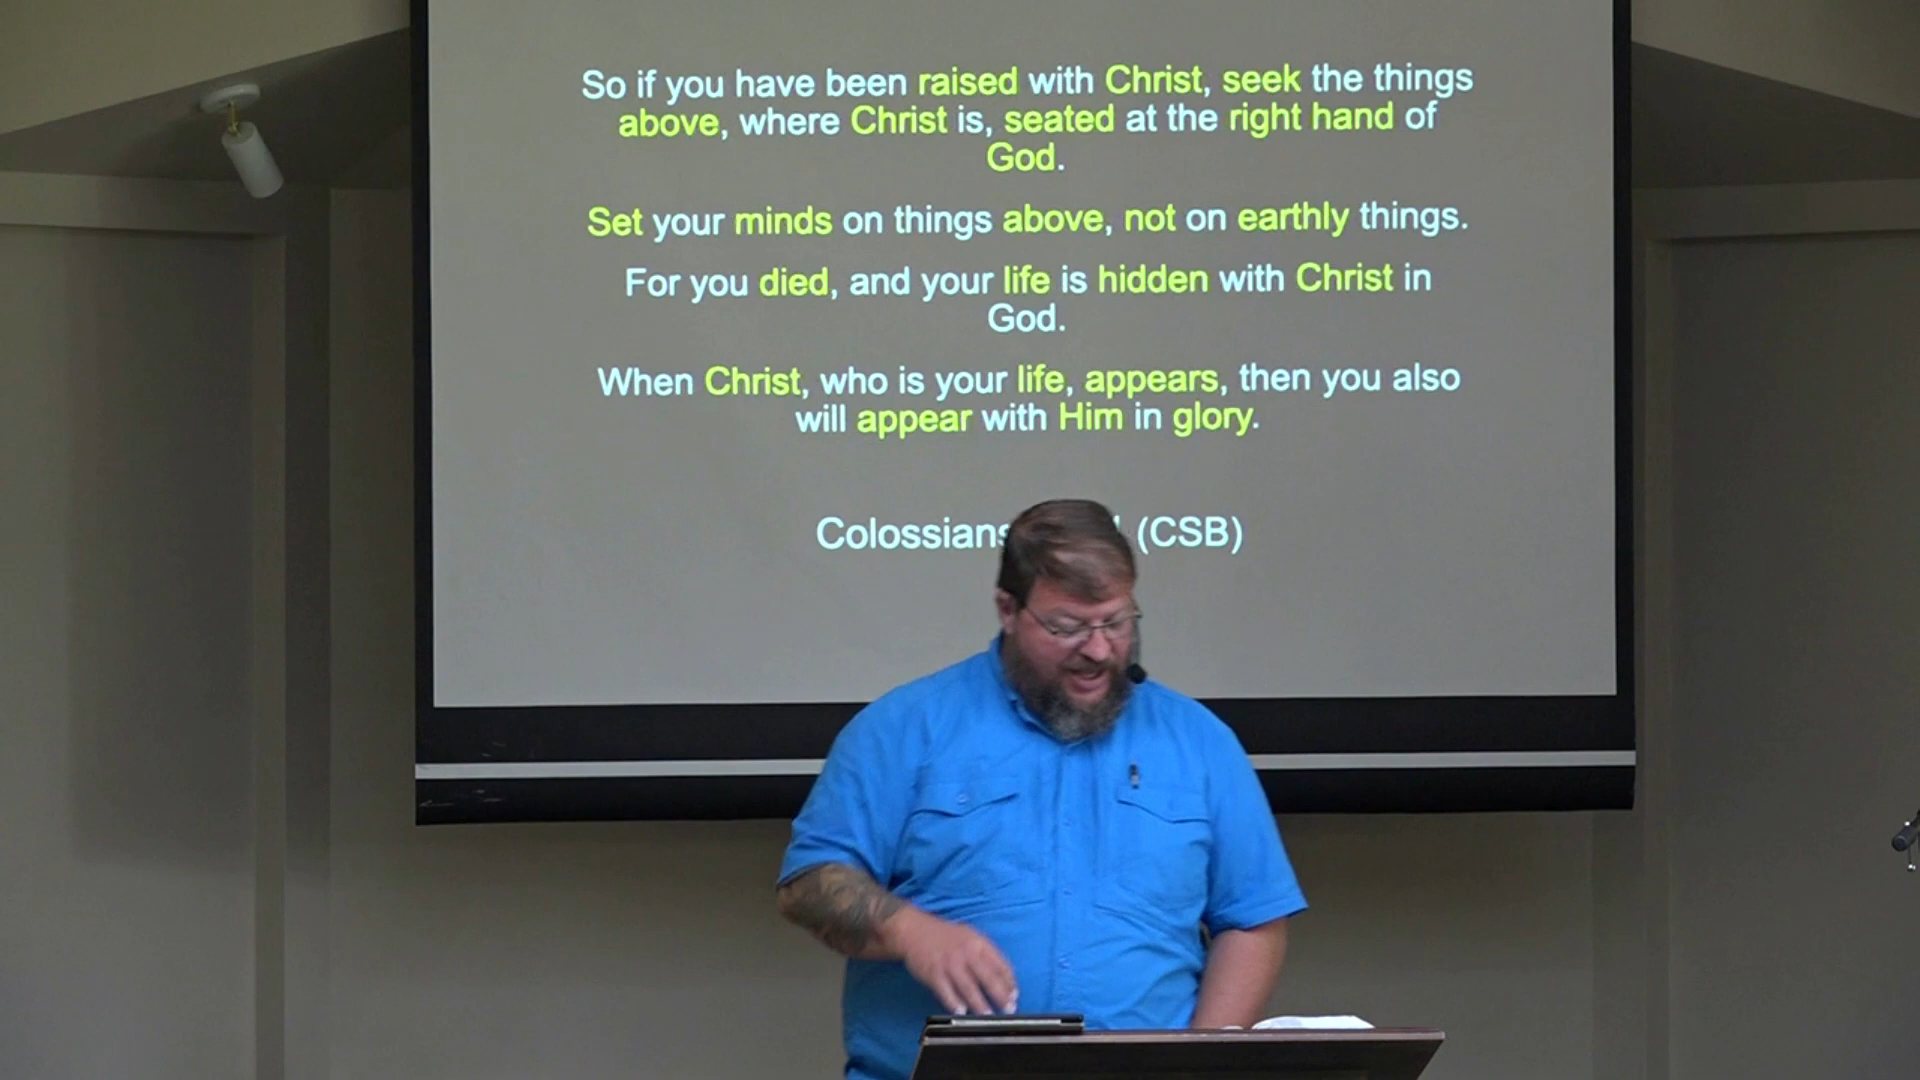 So if you have been raised with Christ, seek the things
above, where Christ is, seated at the right hand of
God.
Set your minds on things above, not on earthly things.
For you died, and your life is hidden with Christ in
God.
When Christ, who is your life, appears, then you also
will appear with Him in glory.
Colossians (CSB)